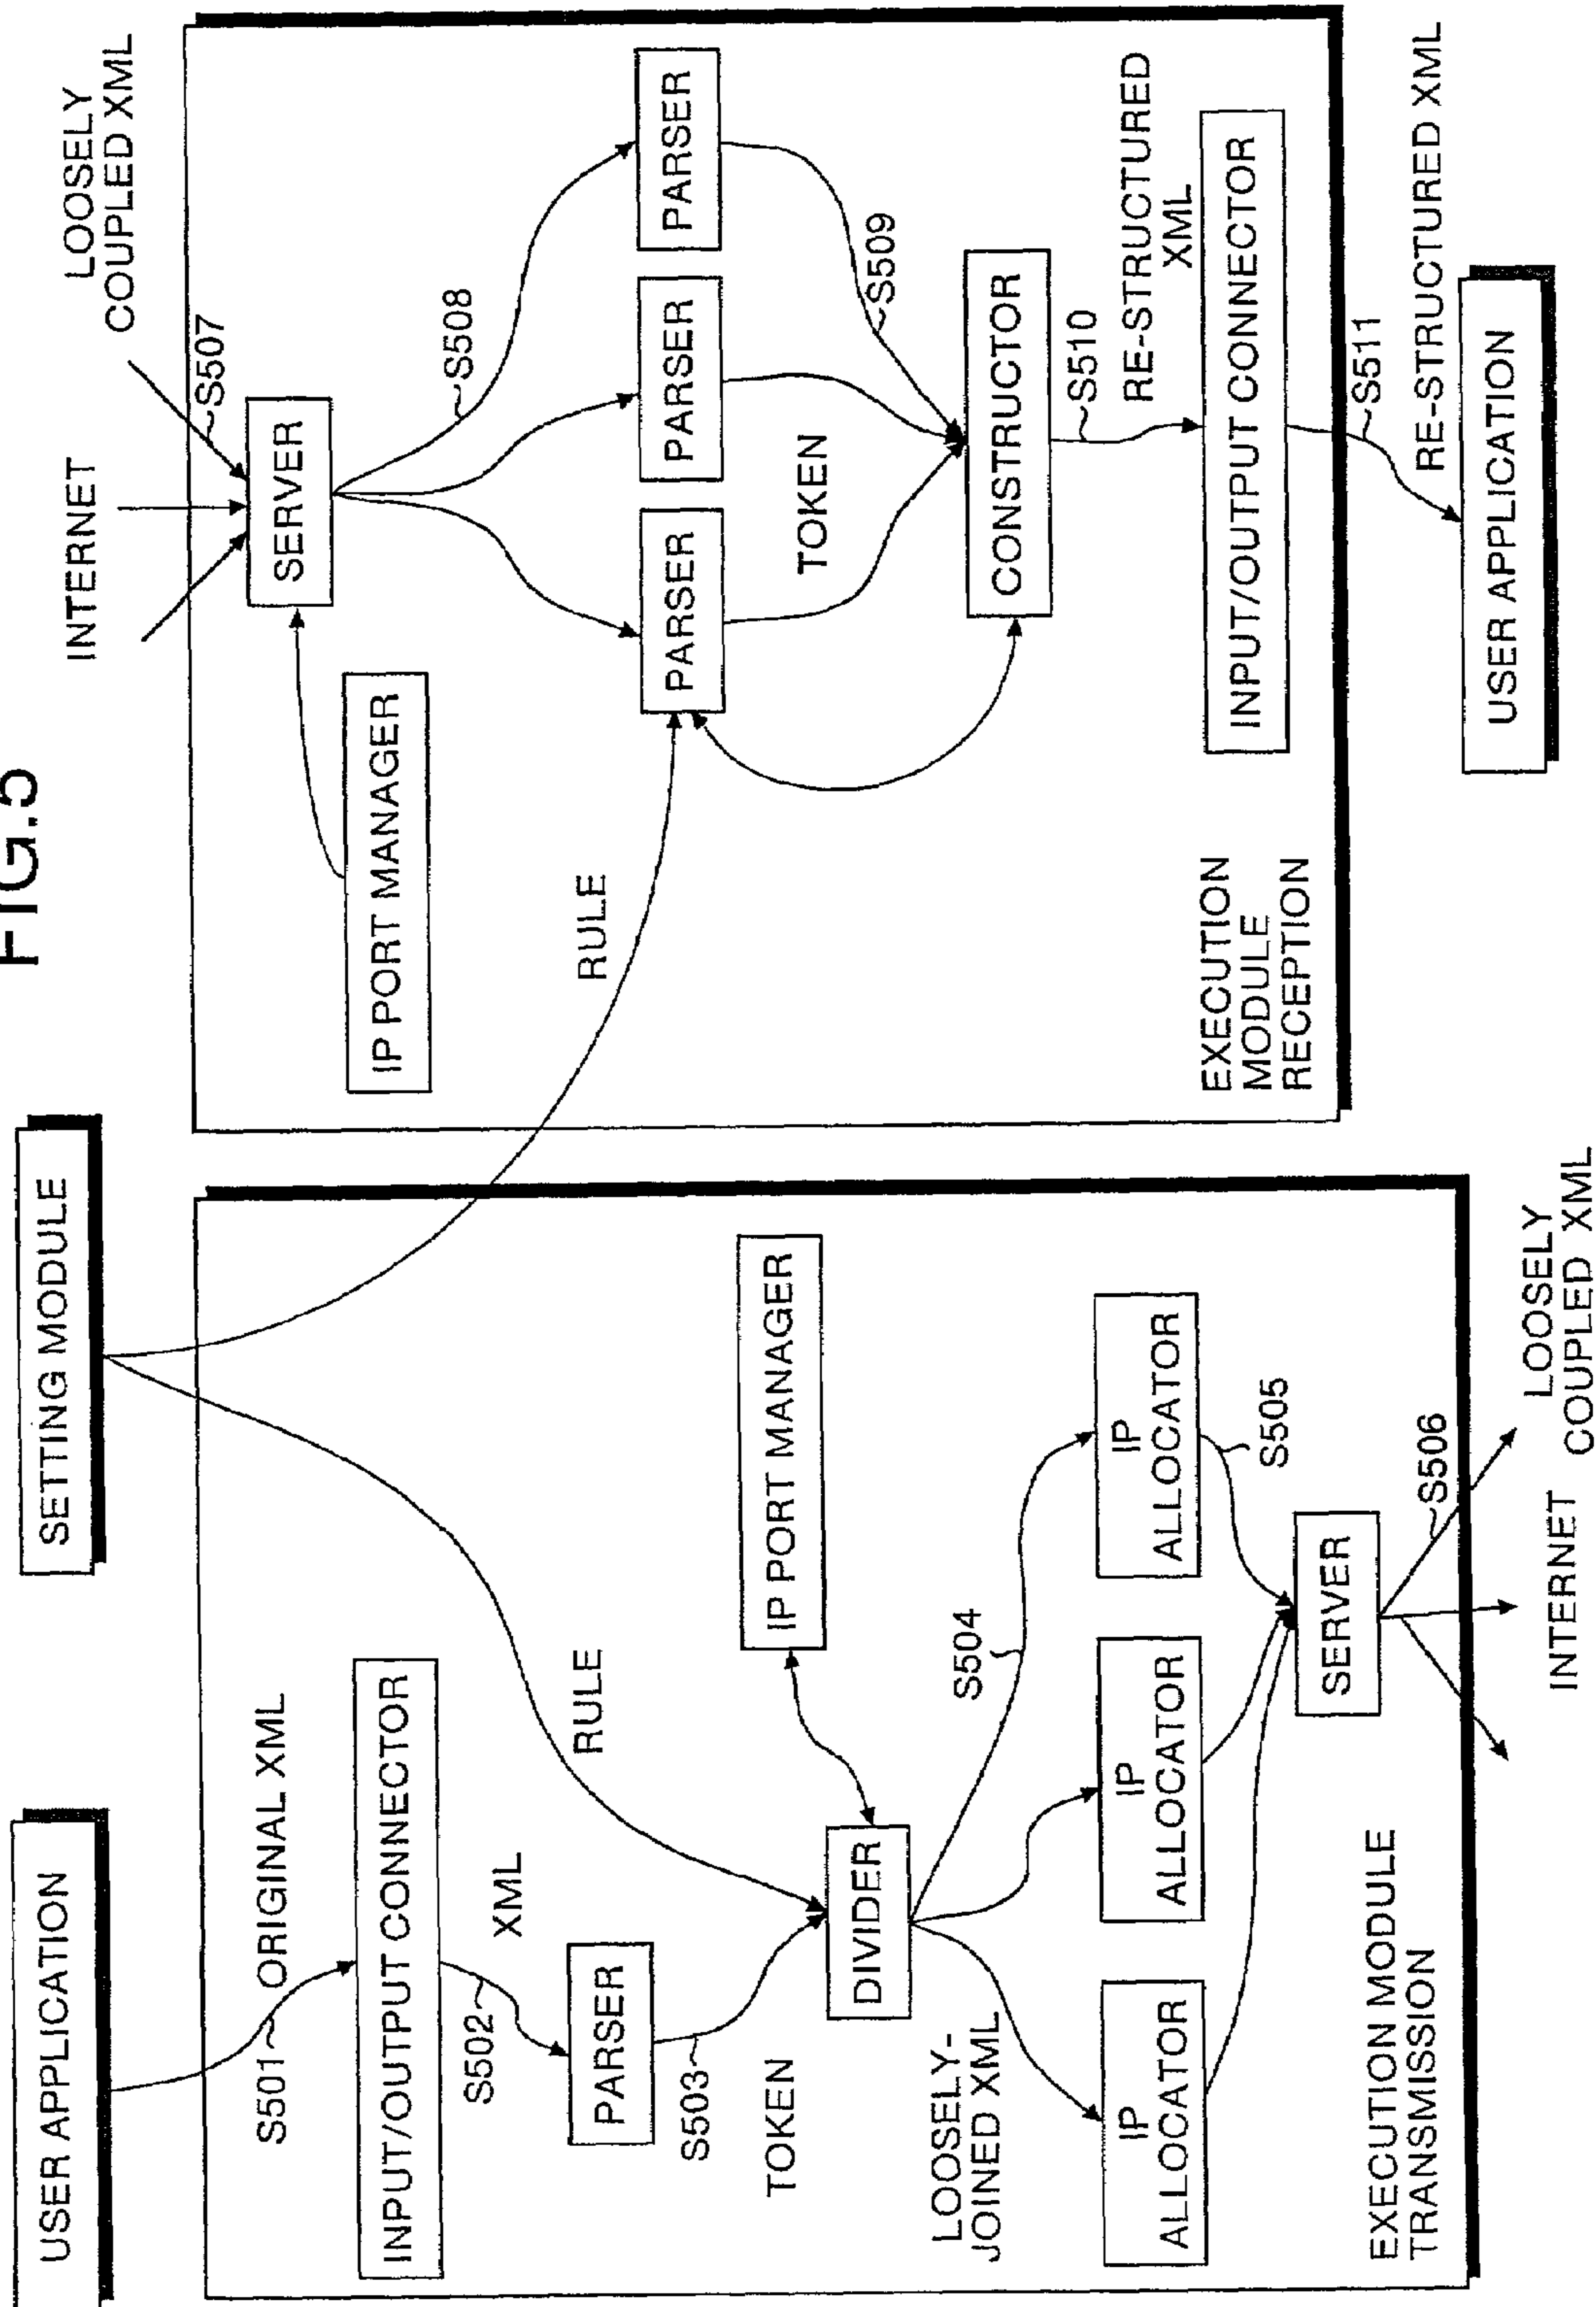 FIG.5
USER APPLICATION
SETTING MODULE
INTERNET
LOOSELY
COUPLED XML
S501
ORIGINAL XML
INPUT/OUTPUT CONNECTOR
S502
XML
PARSER
S503
TOKEN
RULE
DIVIDER
IP PORT MANAGER
LOOSELY-
JOINED XML
S504
IP
ALLOCATOR
IP
ALLOCATOR
IP
ALLOCATOR
S505
SERVER
S506
EXECUTION MODULE
TRANSMISSION
INTERNET
LOOSELY
COUPLED XML
S507
SERVER
IP PORT MANAGER
S508
RULE
PARSER
PARSER
PARSER
TOKEN
S509
CONSTRUCTOR
S510
RE-STRUCTURED
XML
INPUT/OUTPUT CONNECTOR
EXECUTION
MODULE
RECEPTION
S511
RE-STRUCTURED XML
USER APPLICATION